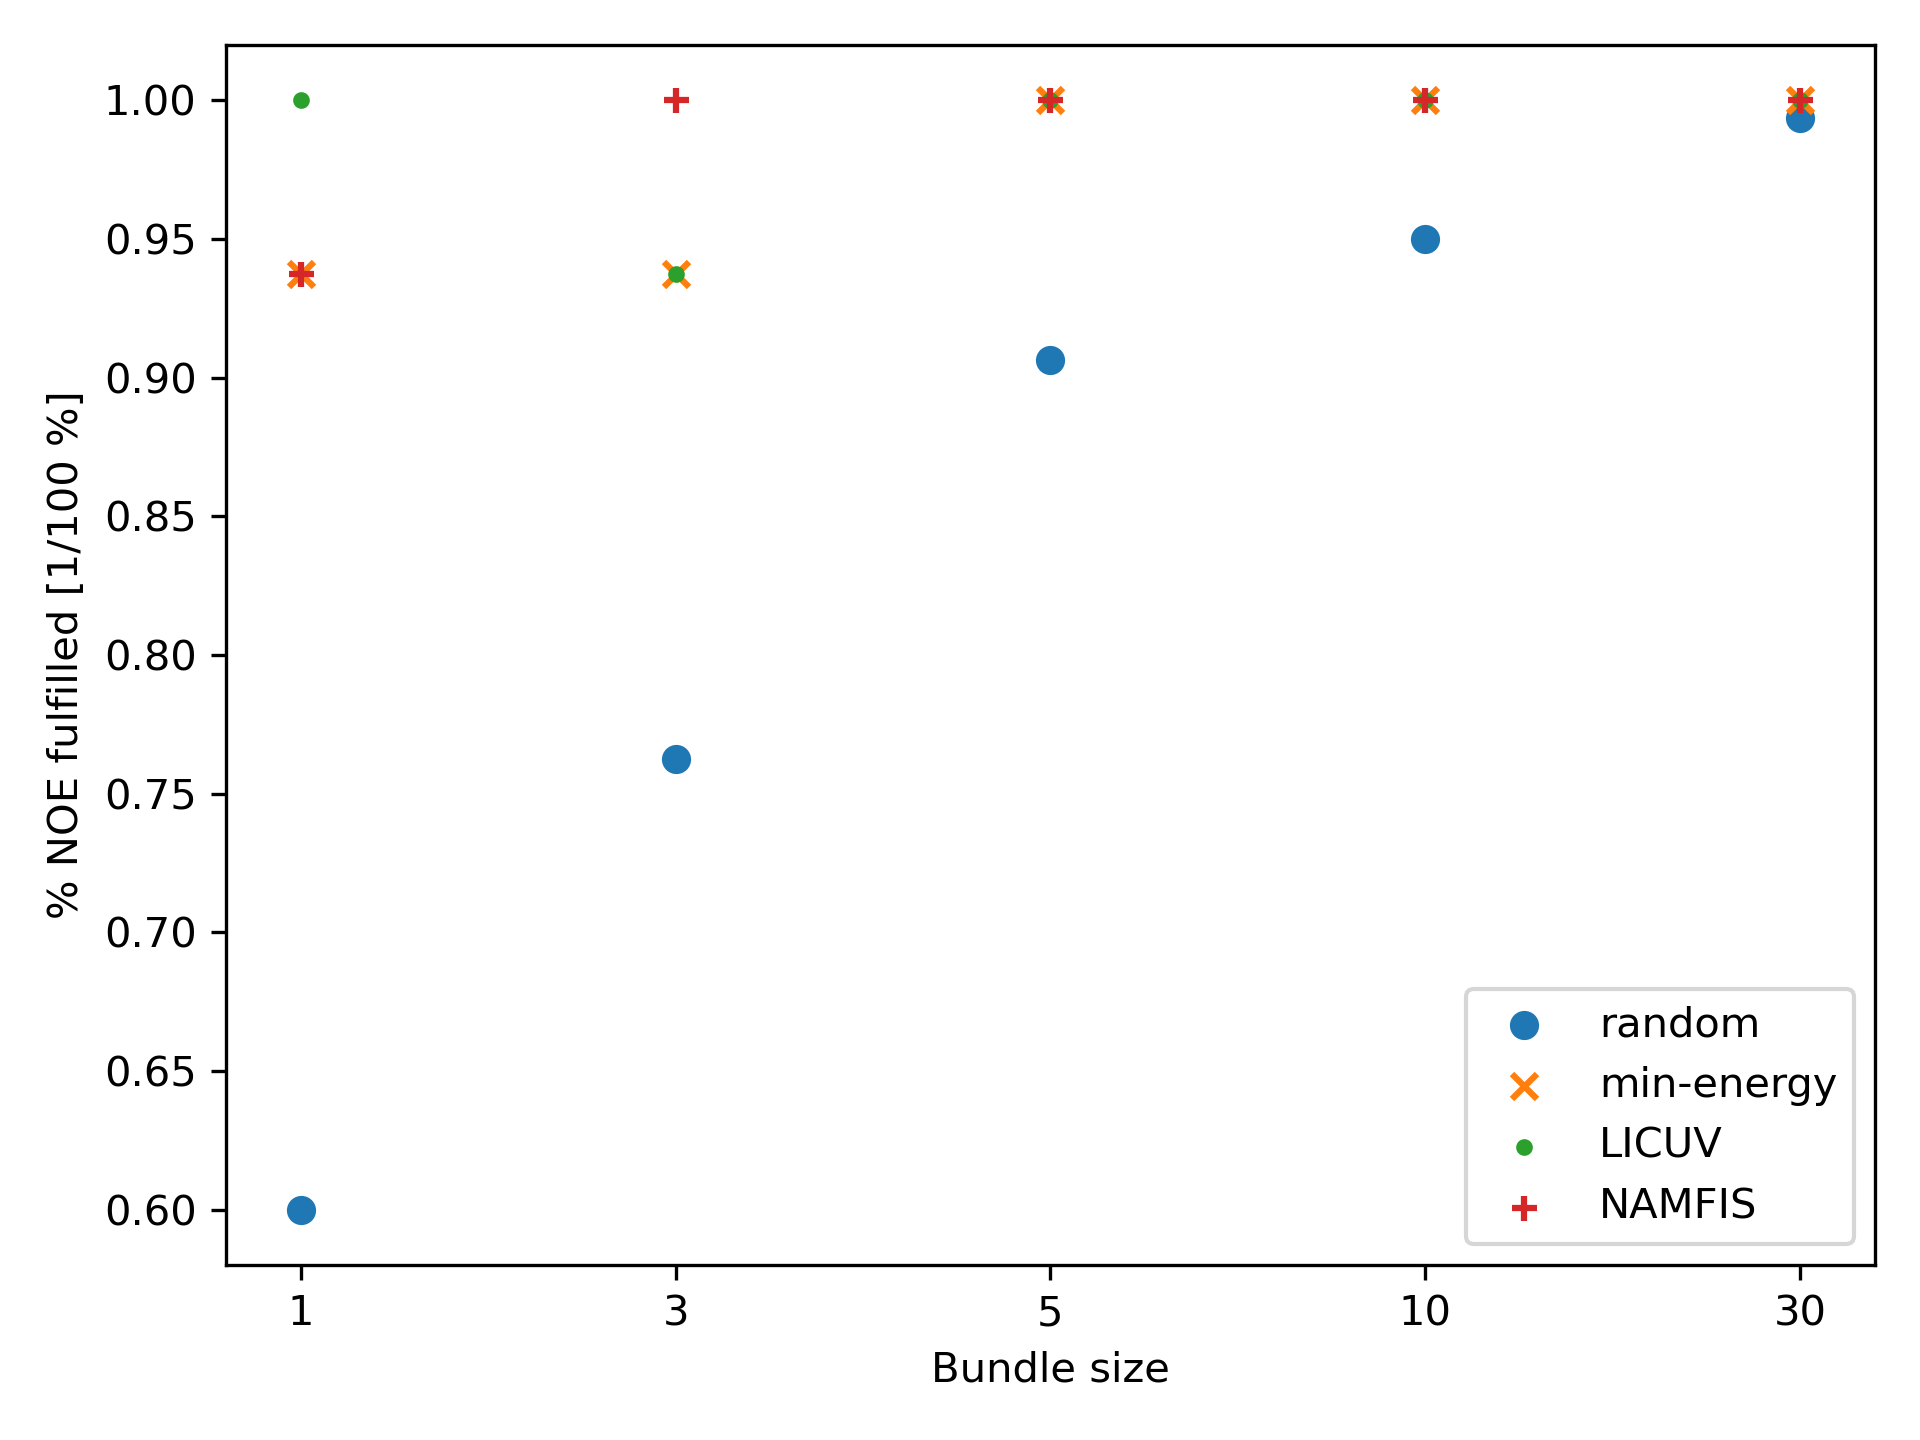 1.00
0.95
0.90
0.85
0.80
0.75
0.70
0.65
0.60
% NOE fulfilled [1/100 %]
1 3 5 10 30
Bundle size
random
min-energy
LICUV
NAMFIS